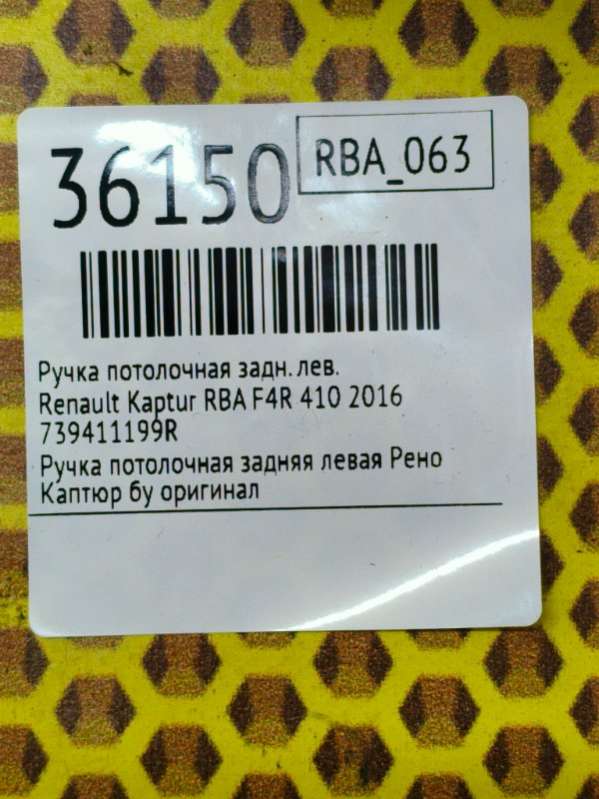 36150
RBA_063
Ручка потолочная задн. лев.
Renault Kaptur RBA F4R 410 2016
739411199R
Ручка потолочная задняя левая Рено
Каптюр бу оригинал